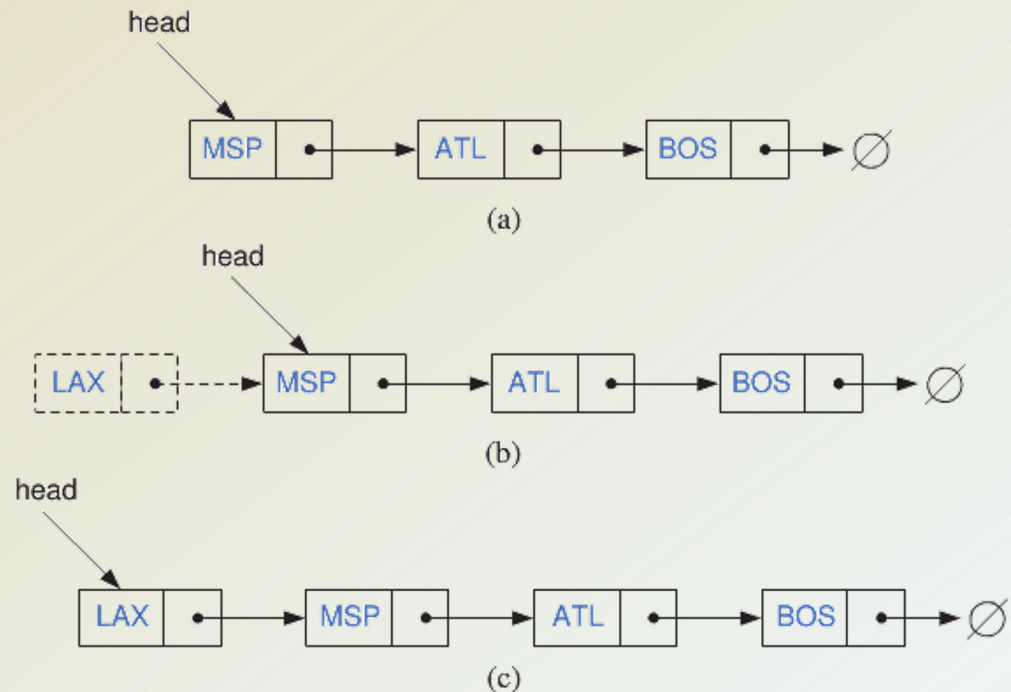 head
MSP ATL BOS ∅
(a)
head
LAX MSP ATL BOS ∅
(b)
head
LAX MSP ATL BOS ∅
(c)